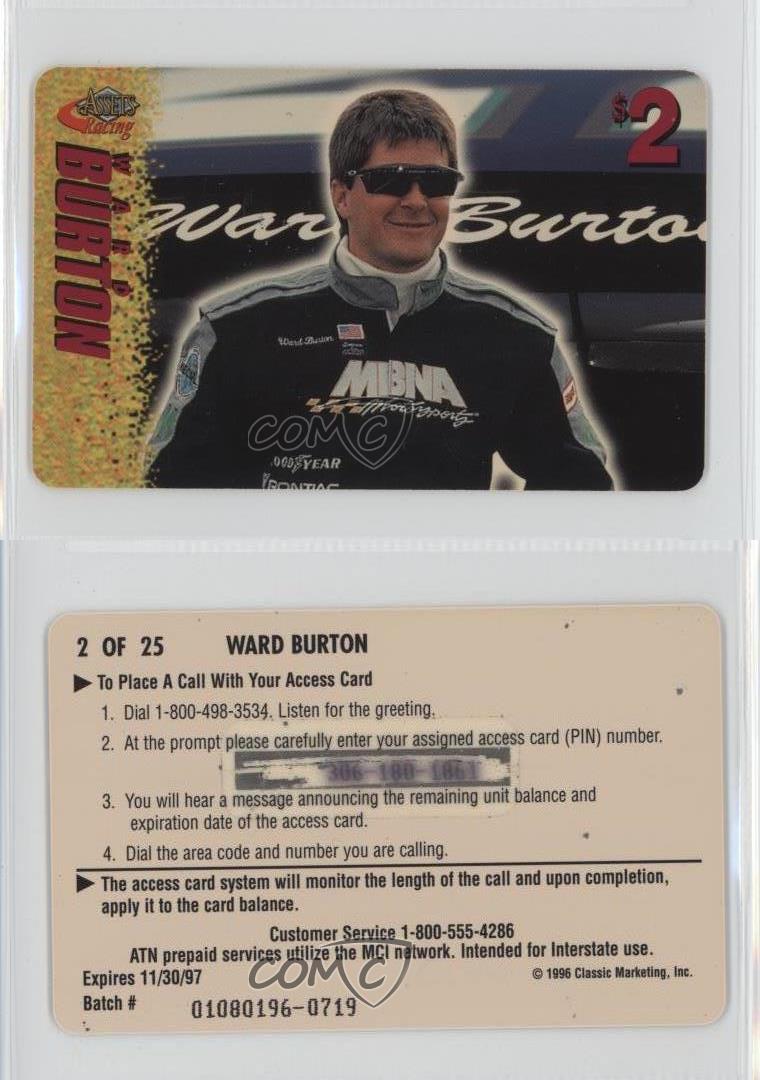 ASSETS
Racing
WARD
BURTON
$2
Ward Burton
Ward Burton
MBNA
Motorsports
GOODYEAR
PONTIAC
COMC
2 OF 25 WARD BURTON
▶ To Place A Call With Your Access Card
1. Dial 1-800-498-3534. Listen for the greeting.
2. At the prompt please carefully enter your assigned access card (PIN) number.
306-180-1861
3. You will hear a message announcing the remaining unit balance and
expiration date of the access card.
4. Dial the area code and number you are calling.
▶ The access card system will monitor the length of the call and upon completion,
apply it to the card balance.
Customer Service 1-800-555-4286
ATN prepaid services utilize the MCI network. Intended for Interstate use.
Expires 11/30/97
© 1996 Classic Marketing, Inc.
Batch # 01080196-0719
COMC